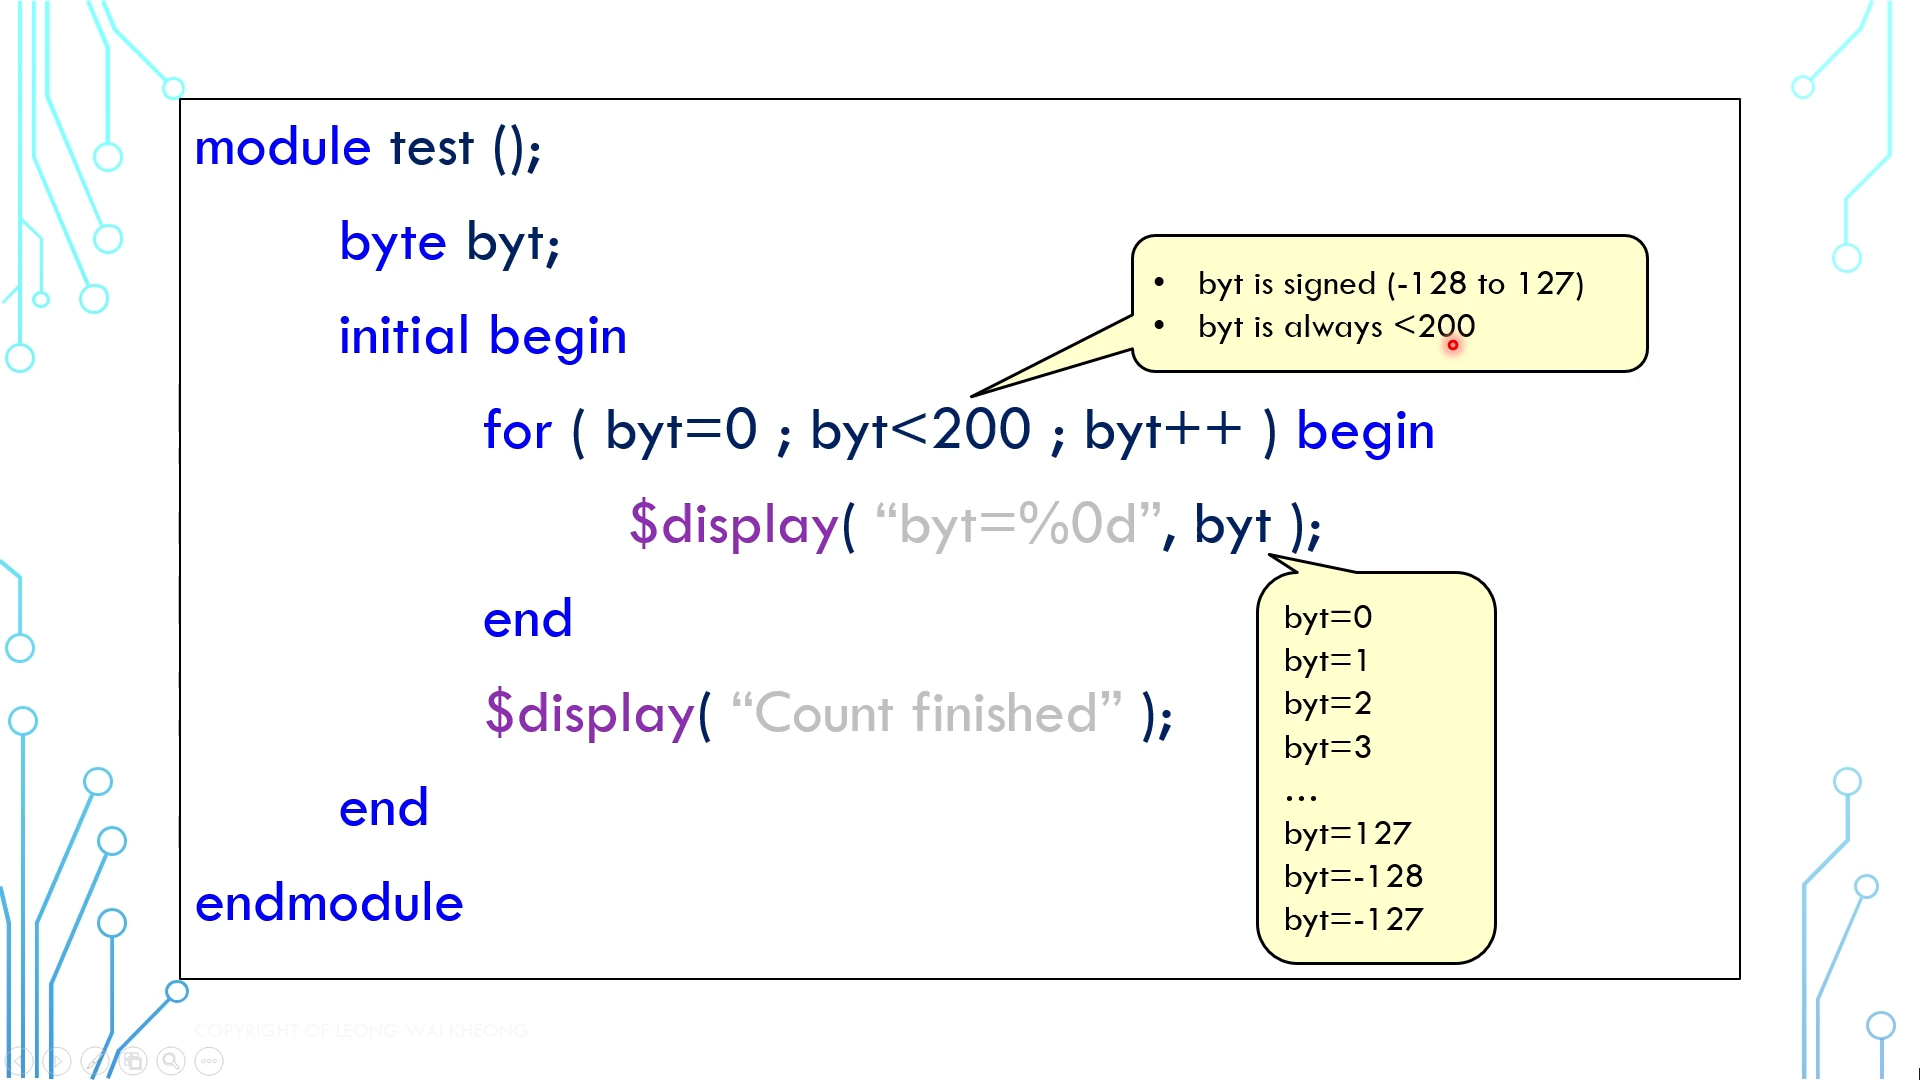 module test ();
byte byt;
initial begin
• byt is signed (-128 to 127)
• byt is always <200
for ( byt=0 ; byt<200 ; byt++ ) begin
$display( “byt=%0d”, byt );
end
$display( “Count finished” );
end
endmodule
byt=0
byt=1
byt=2
byt=3
...
byt=127
byt=-128
byt=-127
COPYRIGHT OF LEONG WAI KHEONG